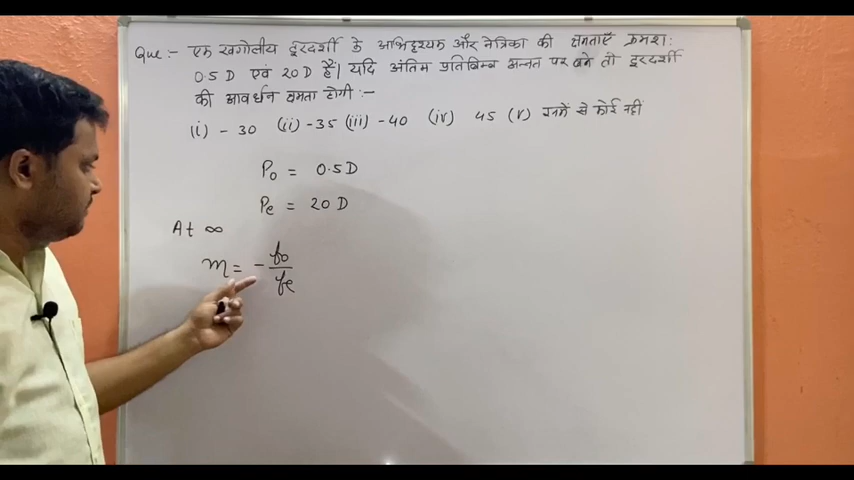 Que :- एक खगोलीय दूरदर्शी के अभिदृश्यक और नेत्रिका की क्षमताएँ क्रमश:
0.5 D एवं 20 D हैं। यदि अंतिम प्रतिबिम्ब अनन्त पर बने तो दूरदर्शी
की आवर्धन क्षमता होगी :-
(i) - 30 (ii) - 35 (iii) - 40 (iv) 45 (v) इनमें से कोई नहीं
P₀ = 0.5 D
Pₑ = 20 D
At ∞
m = - f₀/fₑ